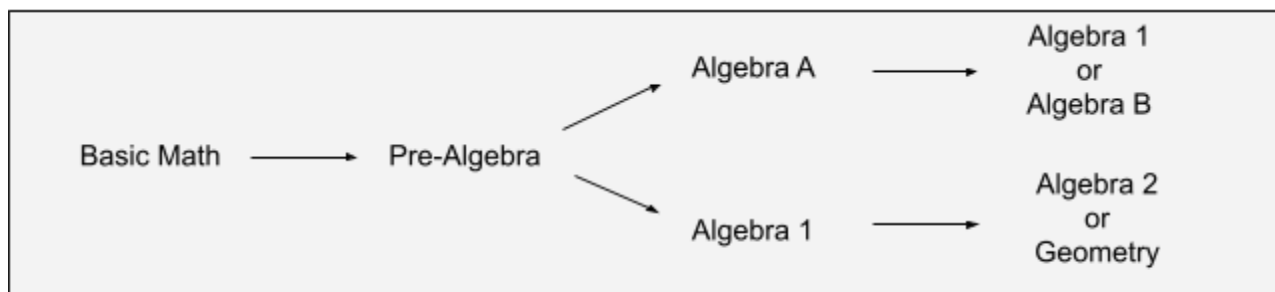 Basic Math
Pre-Algebra
Algebra A
Algebra 1
or
Algebra B
Algebra 1
Algebra 2
or
Geometry